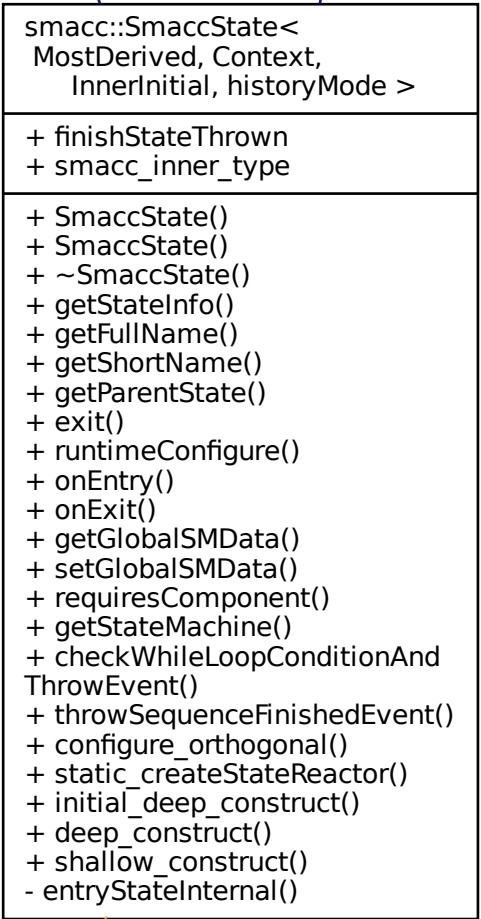 smacc::SmaccState<
MostDerived, Context,
InnerInitial, historyMode >
+ finishStateThrown
+ smacc_inner_type
+ SmaccState()
+ SmaccState()
+ ~SmaccState()
+ getStateInfo()
+ getFullName()
+ getShortName()
+ getParentState()
+ exit()
+ runtimeConfigure()
+ onEntry()
+ onExit()
+ getGlobalSMData()
+ setGlobalSMData()
+ requiresComponent()
+ getStateMachine()
+ checkWhileLoopConditionAnd
ThrowEvent()
+ throwSequenceFinishedEvent()
+ configure_orthogonal()
+ static_createStateReactor()
+ initial_deep_construct()
+ deep_construct()
+ shallow_construct()
- entryStateInternal()